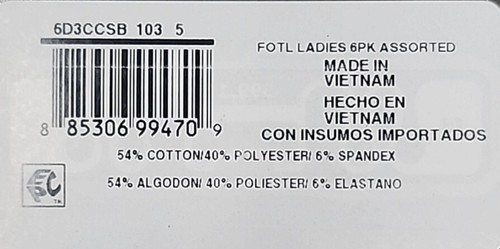 6D3CCSB 103 5
FOTL LADIES 6PK ASSORTED
MADE IN
VIETNAM
HECHO EN
VIETNAM
CON INSUMOS IMPORTADOS
8 85306 99470 9
54% COTTON/40% POLYESTER/ 6% SPANDEX
54% ALGODON/ 40% POLIESTER/ 6% ELASTANO